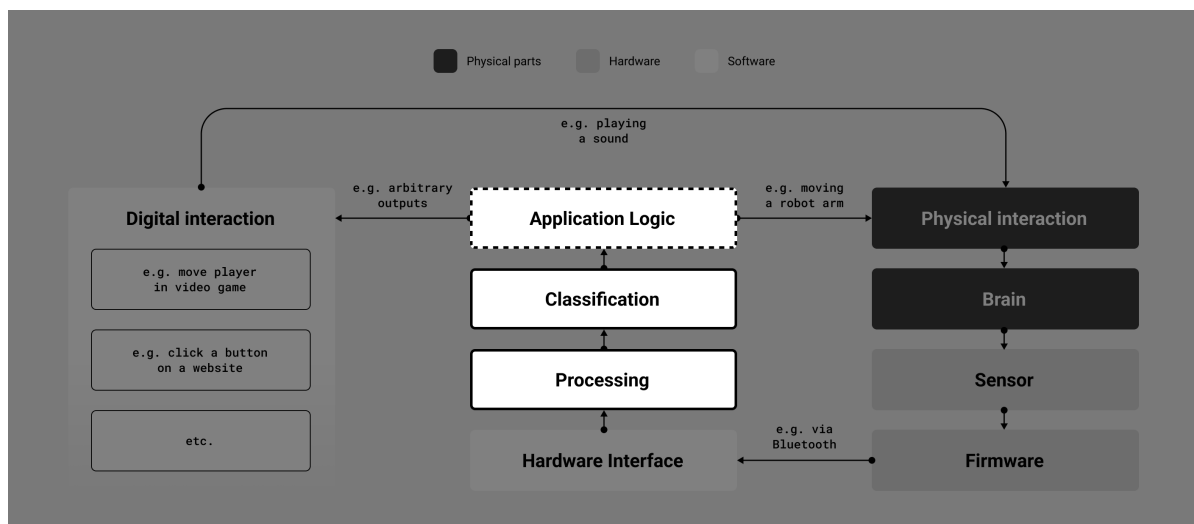 Physical parts
Hardware
Software
e.g. playing
a sound
e.g. arbitrary
outputs
e.g. moving
a robot arm
Digital interaction
Application Logic
Physical interaction
e.g. move player
in video game
Classification
Brain
e.g. click a button
on a website
Processing
Sensor
etc.
e.g. via
Bluetooth
Hardware Interface
Firmware